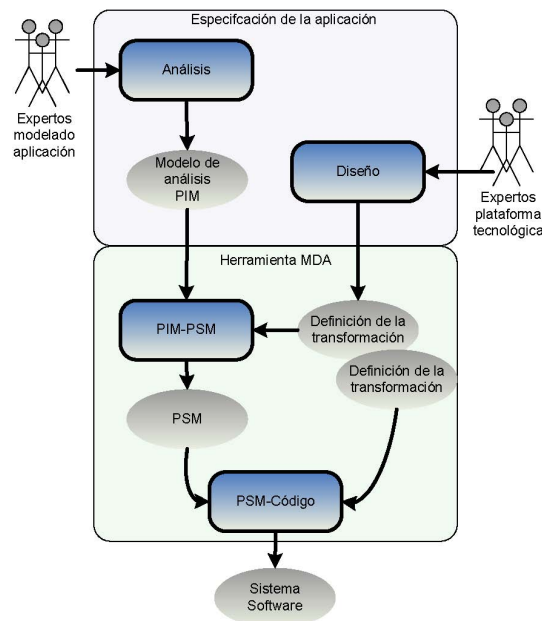 Especifcación de la aplicación
Análisis
Expertos
modelado
aplicación
Modelo de
análisis
PIM
Diseño
Expertos
plataforma
tecnológica
Herramienta MDA
PIM-PSM
Definición de la
transformación
Definición de la
transformación
PSM
PSM-Código
Sistema
Software